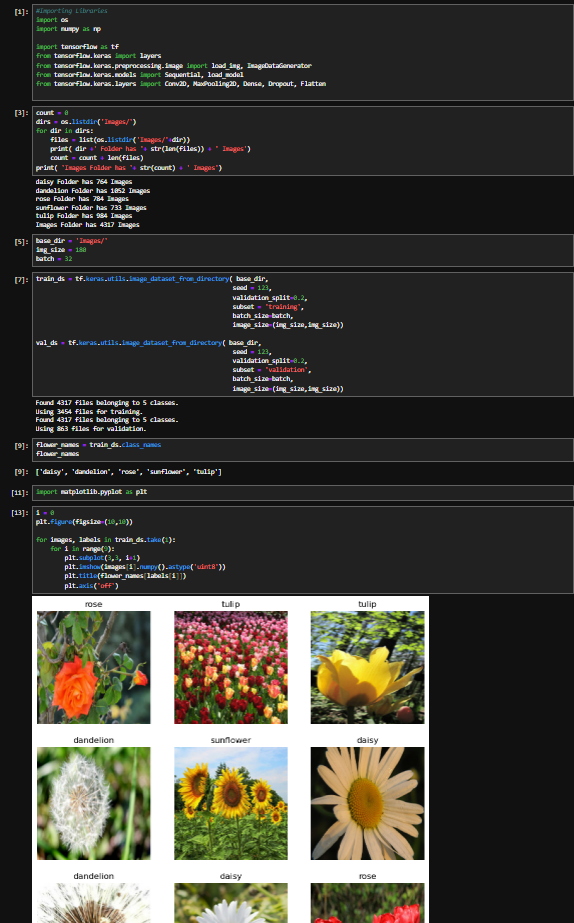 [1]:
#Importing Libraries
import os
import numpy as np
import tensorflow as tf
from tensorflow.keras import layers
from tensorflow.keras.preprocessing.image import load_img, ImageDataGenerator
from tensorflow.keras.models import Sequential, load_model
from tensorflow.keras.layers import Conv2D, MaxPooling2D, Dense, Dropout, Flatten
[3]:
count = 0
dirs = os.listdir('Images/')
for dir in dirs:
    files = list(os.listdir('Images/'+dir))
    print( dir +' Folder has '+ str(len(files)) + ' Images')
    count = count + len(files)
print( 'Images Folder has '+ str(count) + ' Images')
daisy Folder has 764 Images
dandelion Folder has 1052 Images
rose Folder has 784 Images
sunflower Folder has 733 Images
tulip Folder has 984 Images
Images Folder has 4317 Images
[5]:
base_dir = 'Images/'
img_size = 180
batch = 32
[7]:
train_ds = tf.keras.utils.image_dataset_from_directory( base_dir,
seed = 123,
validation_split=0.2,
subset = 'training',
batch_size=batch,
image_size=(img_size,img_size))
val_ds = tf.keras.utils.image_dataset_from_directory( base_dir,
seed = 123,
validation_split=0.2,
subset = 'validation',
batch_size=batch,
image_size=(img_size,img_size))
Found 4317 files belonging to 5 classes.
Using 3454 files for training.
Found 4317 files belonging to 5 classes.
Using 863 files for validation.
[9]:
flower_names = train_ds.class_names
flower_names
[9]:
['daisy', 'dandelion', 'rose', 'sunflower', 'tulip']
[11]:
import matplotlib.pyplot as plt
[13]:
i = 0
plt.figure(figsize=(10,10))
for images, labels in train_ds.take(1):
    for i in range(9):
        plt.subplot(3,3, i+1)
        plt.imshow(images[i].numpy().astype('uint8'))
        plt.title(flower_names[labels[i]])
        plt.axis('off')
rose tulip tulip
dandelion sunflower daisy
dandelion daisy rose